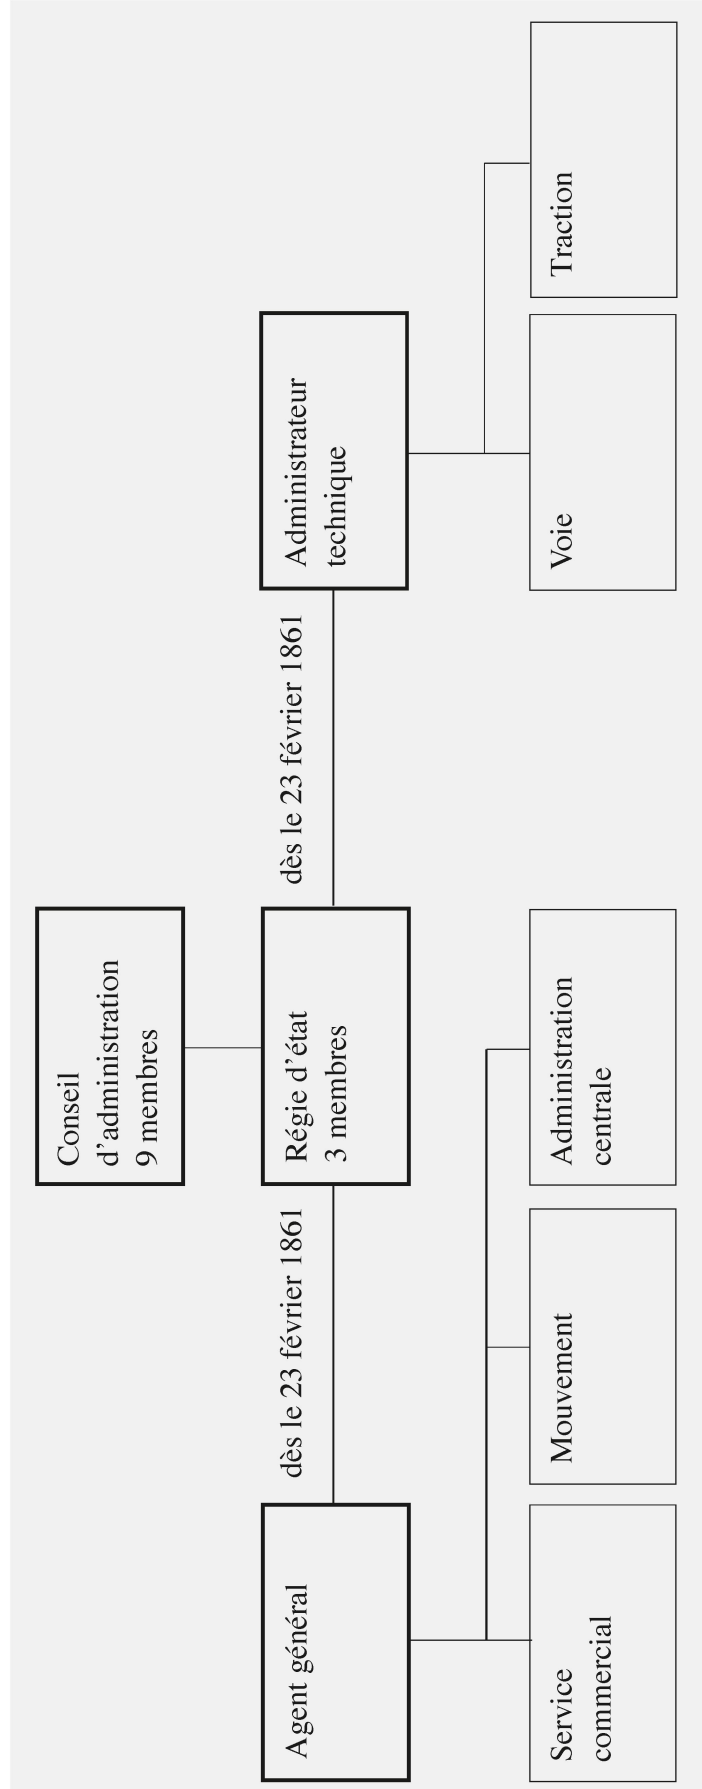 Conseil
d'administration
9 membres
Agent général
dès le 23 février 1861
Régie d'état
3 membres
dès le 23 février 1861
Administrateur
technique
Service
commercial
Mouvement
Administration
centrale
Voie
Traction